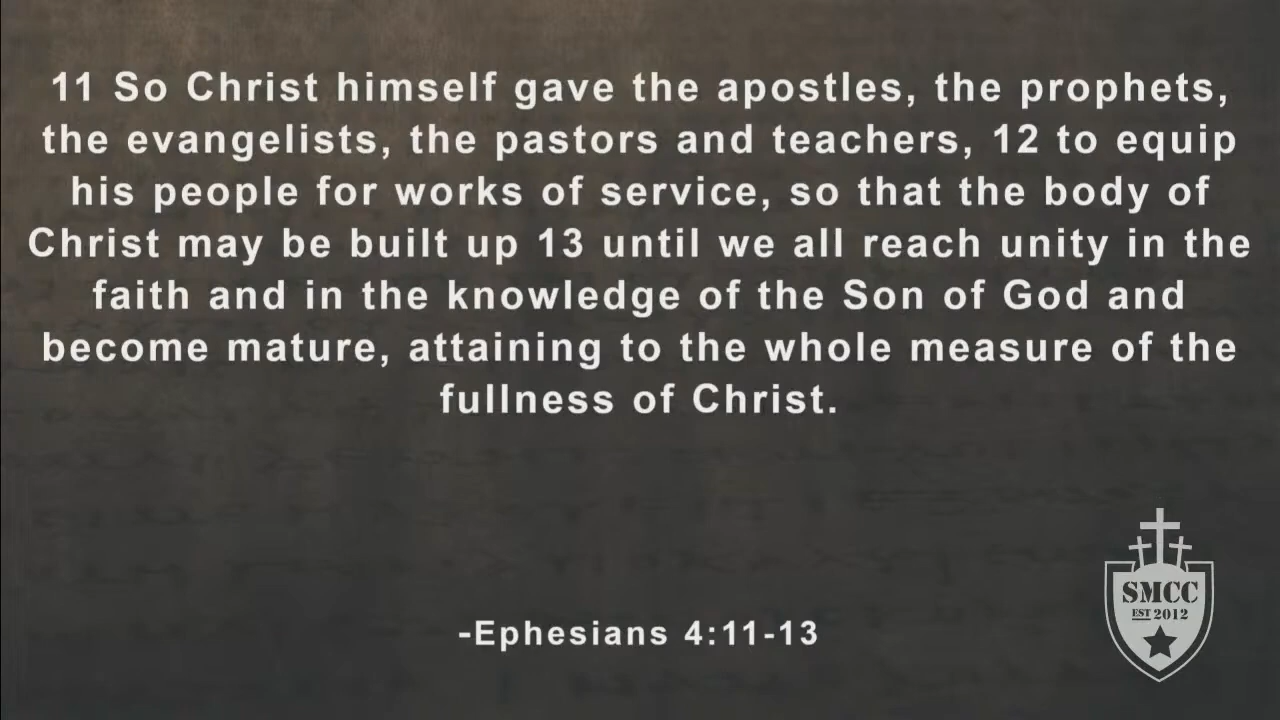 11 So Christ himself gave the apostles, the prophets,
the evangelists, the pastors and teachers, 12 to equip
his people for works of service, so that the body of
Christ may be built up 13 until we all reach unity in the
faith and in the knowledge of the Son of God and
become mature, attaining to the whole measure of the
fullness of Christ.
-Ephesians 4:11-13
SMCC
EST 2012